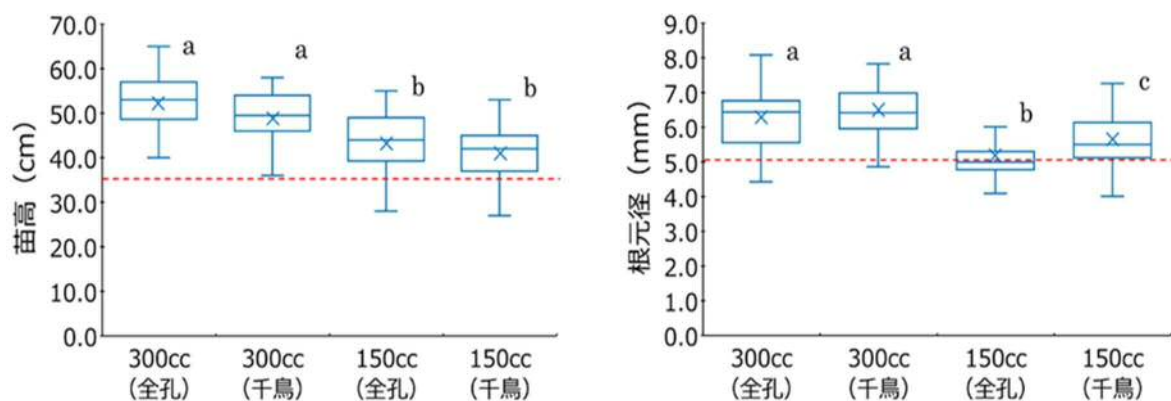 苗高（cm）
70.0
60.0
50.0
40.0
30.0
20.0
10.0
0.0
a
a
b
b
300cc
（全孔）
300cc
（千鳥）
150cc
（全孔）
150cc
（千鳥）
根元径（mm）
9.0
8.0
7.0
6.0
5.0
4.0
3.0
2.0
1.0
0.0
a
a
b
c
300cc
（全孔）
300cc
（千鳥）
150cc
（全孔）
150cc
（千鳥）